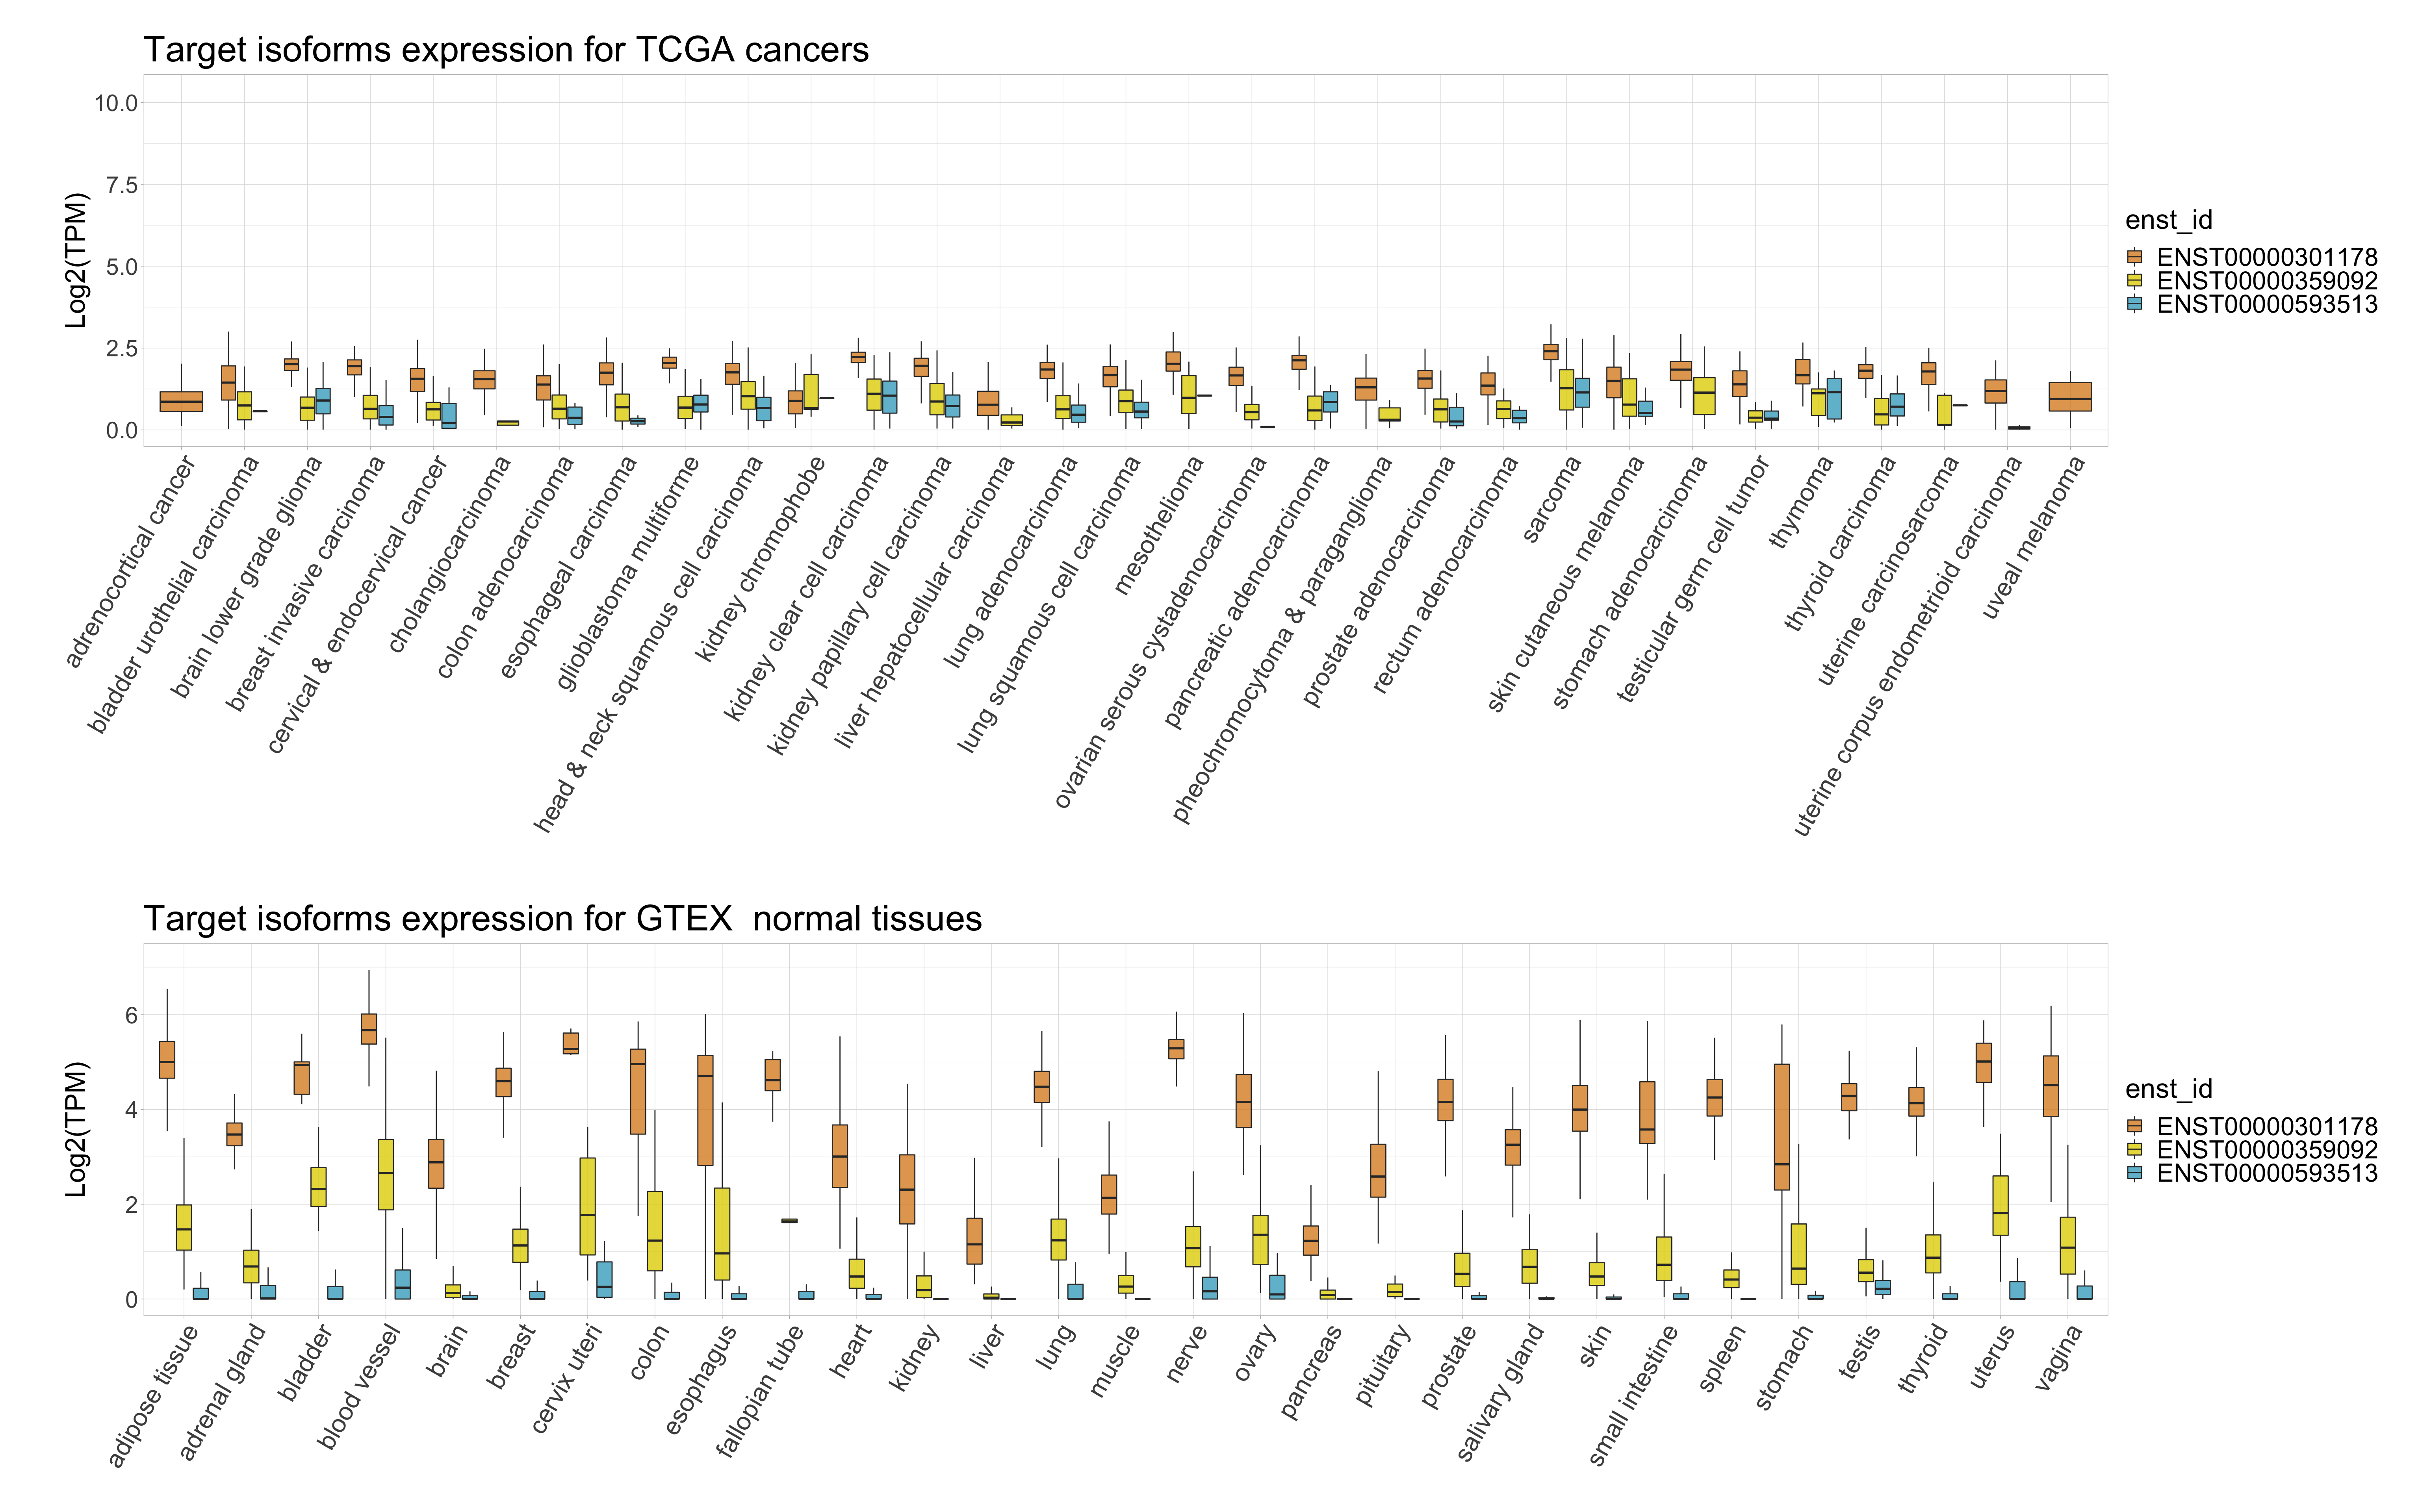 Target isoforms expression for TCGA cancers
10.0
7.5
5.0
2.5
0.0
Log2(TPM)
adrenocortical cancer
bladder urothelial carcinoma
brain lower grade glioma
breast invasive carcinoma
cervical & endocervical cancer
cholangiocarcinoma
colon adenocarcinoma
esophageal carcinoma
glioblastoma multiforme
head & neck squamous cell carcinoma
kidney chromophobe
kidney clear cell carcinoma
kidney papillary cell carcinoma
liver hepatocellular carcinoma
lung adenocarcinoma
lung squamous cell carcinoma
mesothelioma
ovarian serous cystadenocarcinoma
pancreatic adenocarcinoma
pheochromocytoma & paraganglioma
prostate adenocarcinoma
rectum adenocarcinoma
sarcoma
skin cutaneous melanoma
stomach adenocarcinoma
testicular germ cell tumor
thymoma
thyroid carcinoma
uterine carcinosarcoma
uterine corpus endometrioid carcinoma
uveal melanoma
enst_id
ENST00000301178
ENST00000359092
ENST00000593513
Target isoforms expression for GTEX  normal tissues
6
4
2
0
Log2(TPM)
adipose tissue
adrenal gland
bladder
blood vessel
brain
breast
cervix uteri
colon
esophagus
fallopian tube
heart
kidney
liver
lung
muscle
nerve
ovary
pancreas
pituitary
prostate
salivary gland
skin
small intestine
spleen
stomach
testis
thyroid
uterus
vagina
enst_id
ENST00000301178
ENST00000359092
ENST00000593513